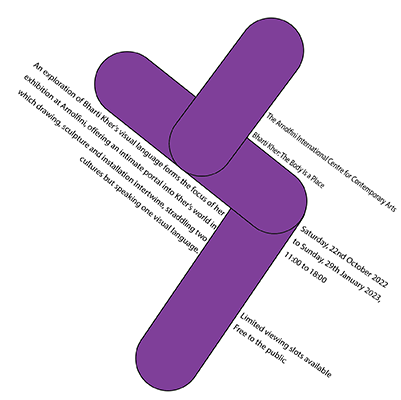 The Arnolfini International Centre for Contemporary Arts
Bharti Kher: The Body Is a Place
An exploration of Bharti Kher's visual language forms the focus of her
exhibition at Arnolfini, offering an intimate portal into Kher's world in
which drawing, sculpture and installation intertwine, straddling two
cultures but speaking one visual language.
Saturday, 22nd October 2022
to Sunday, 29th January 2023,
11:00 to 18:00
Limited viewing slots available
Free to the public